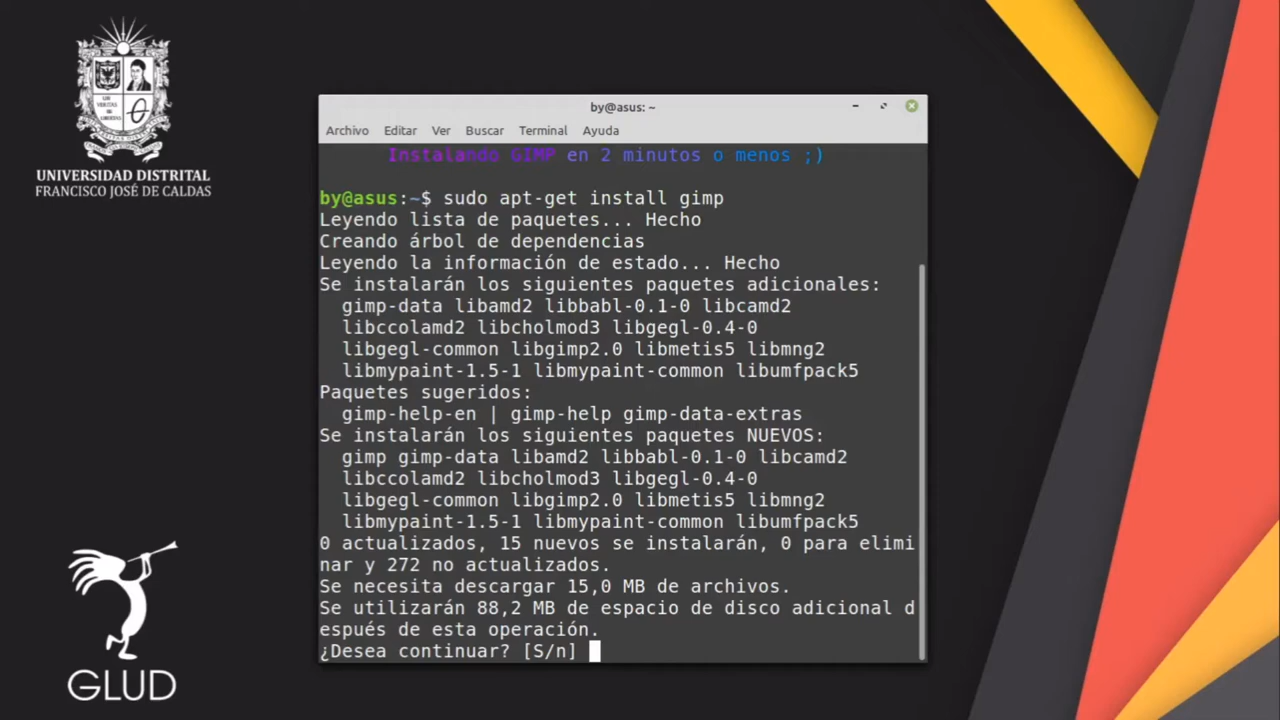 UNIVERSIDAD DISTRITAL
FRANCISCO JOSÉ DE CALDAS
GLUD
by@asus: ~
Archivo Editar Ver Buscar Terminal Ayuda
Instalando GIMP en 2 minutos o menos ;)
by@asus:~$ sudo apt-get install gimp
Leyendo lista de paquetes... Hecho
Creando árbol de dependencias
Leyendo la información de estado... Hecho
Se instalarán los siguientes paquetes adicionales:
gimp-data libamd2 libbabl-0.1-0 libcamd2
libccolamd2 libcholmod3 libgegl-0.4-0
libgegl-common libgimp2.0 libmetis5 libmng2
libmypaint-1.5-1 libmypaint-common libumfpack5
Paquetes sugeridos:
gimp-help-en | gimp-help gimp-data-extras
Se instalarán los siguientes paquetes NUEVOS:
gimp gimp-data libamd2 libbabl-0.1-0 libcamd2
libccolamd2 libcholmod3 libgegl-0.4-0
libgegl-common libgimp2.0 libmetis5 libmng2
libmypaint-1.5-1 libmypaint-common libumfpack5
0 actualizados, 15 nuevos se instalarán, 0 para elimi
nar y 272 no actualizados.
Se necesita descargar 15,0 MB de archivos.
Se utilizarán 88,2 MB de espacio de disco adicional d
espués de esta operación.
¿Desea continuar? [S/n]